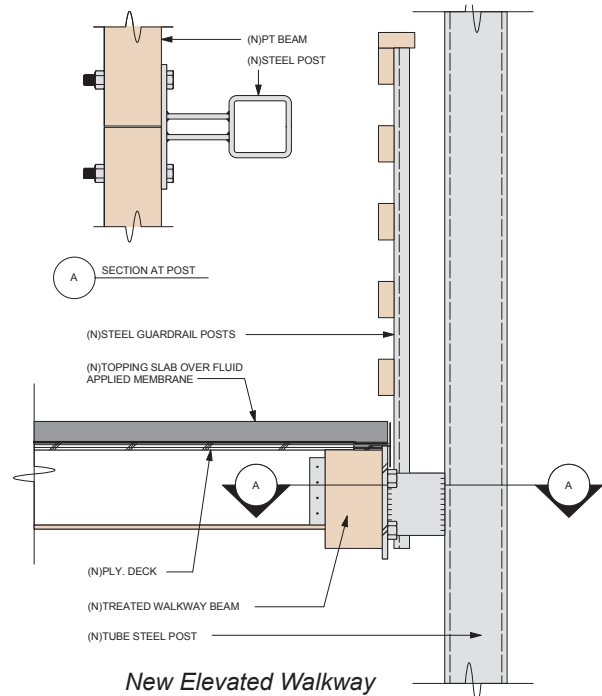 (N)PT BEAM
(N)STEEL POST
A
SECTION AT POST
(N)STEEL GUARDRAIL POSTS
(N)TOPPING SLAB OVER FLUID
APPLIED MEMBRANE
A
A
(N)PLY. DECK
(N)TREATED WALKWAY BEAM
(N)TUBE STEEL POST
New Elevated Walkway